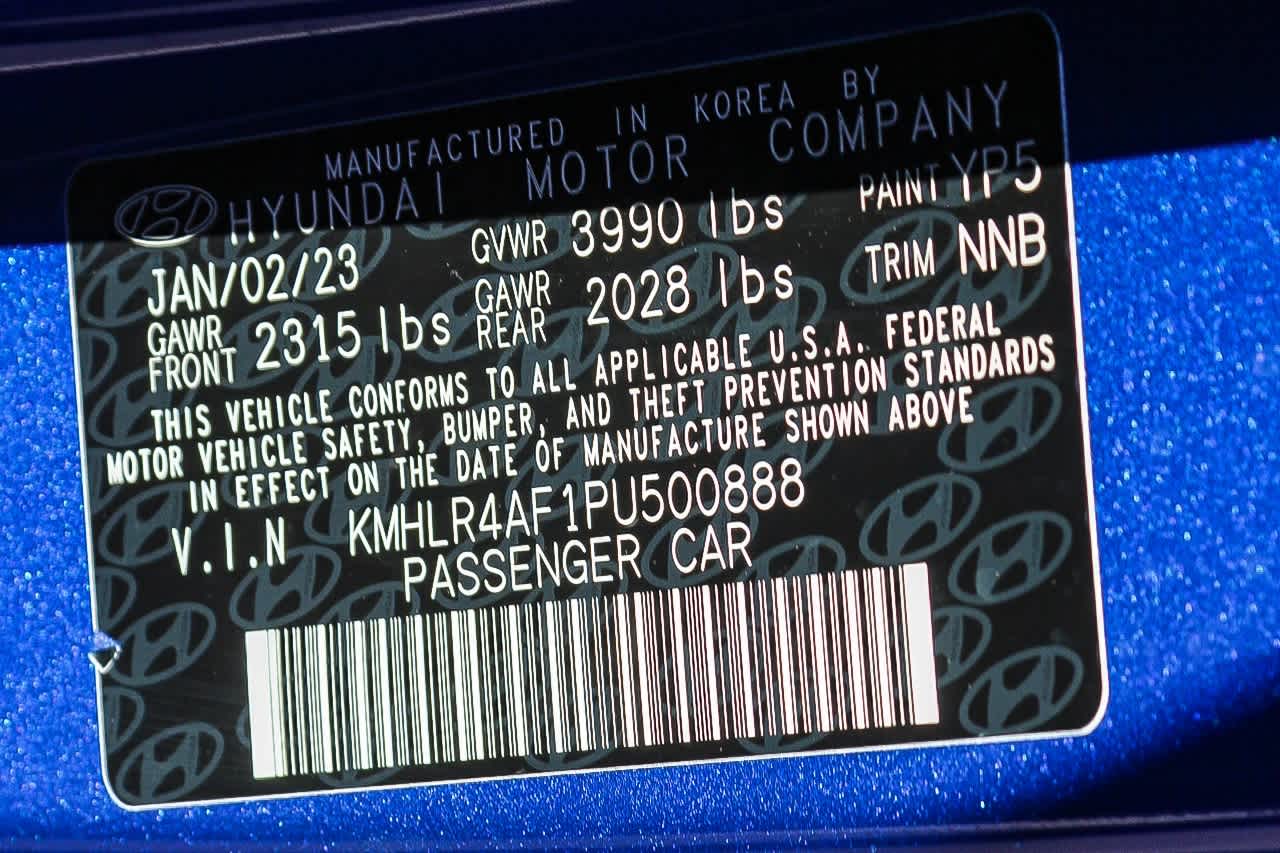 MANUFACTURED IN KOREA BY
HYUNDAI MOTOR COMPANY
JAN/02/23 GVWR 3990 lbs PAINT YP5
GAWR FRONT 2315 lbs GAWR REAR 2028 lbs TRIM NNB
THIS VEHICLE CONFORMS TO ALL APPLICABLE U.S.A. FEDERAL
MOTOR VEHICLE SAFETY, BUMPER, AND THEFT PREVENTION STANDARDS
IN EFFECT ON THE DATE OF MANUFACTURE SHOWN ABOVE
V.I.N KMHLR4AF1PU500888
PASSENGER CAR